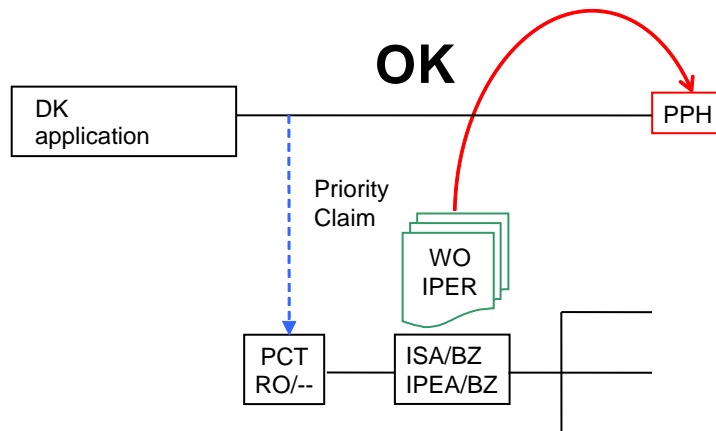 OK
DK
application
PPH
Priority
Claim
WO
IPER
PCT
RO/--
ISA/BZ
IPEA/BZ